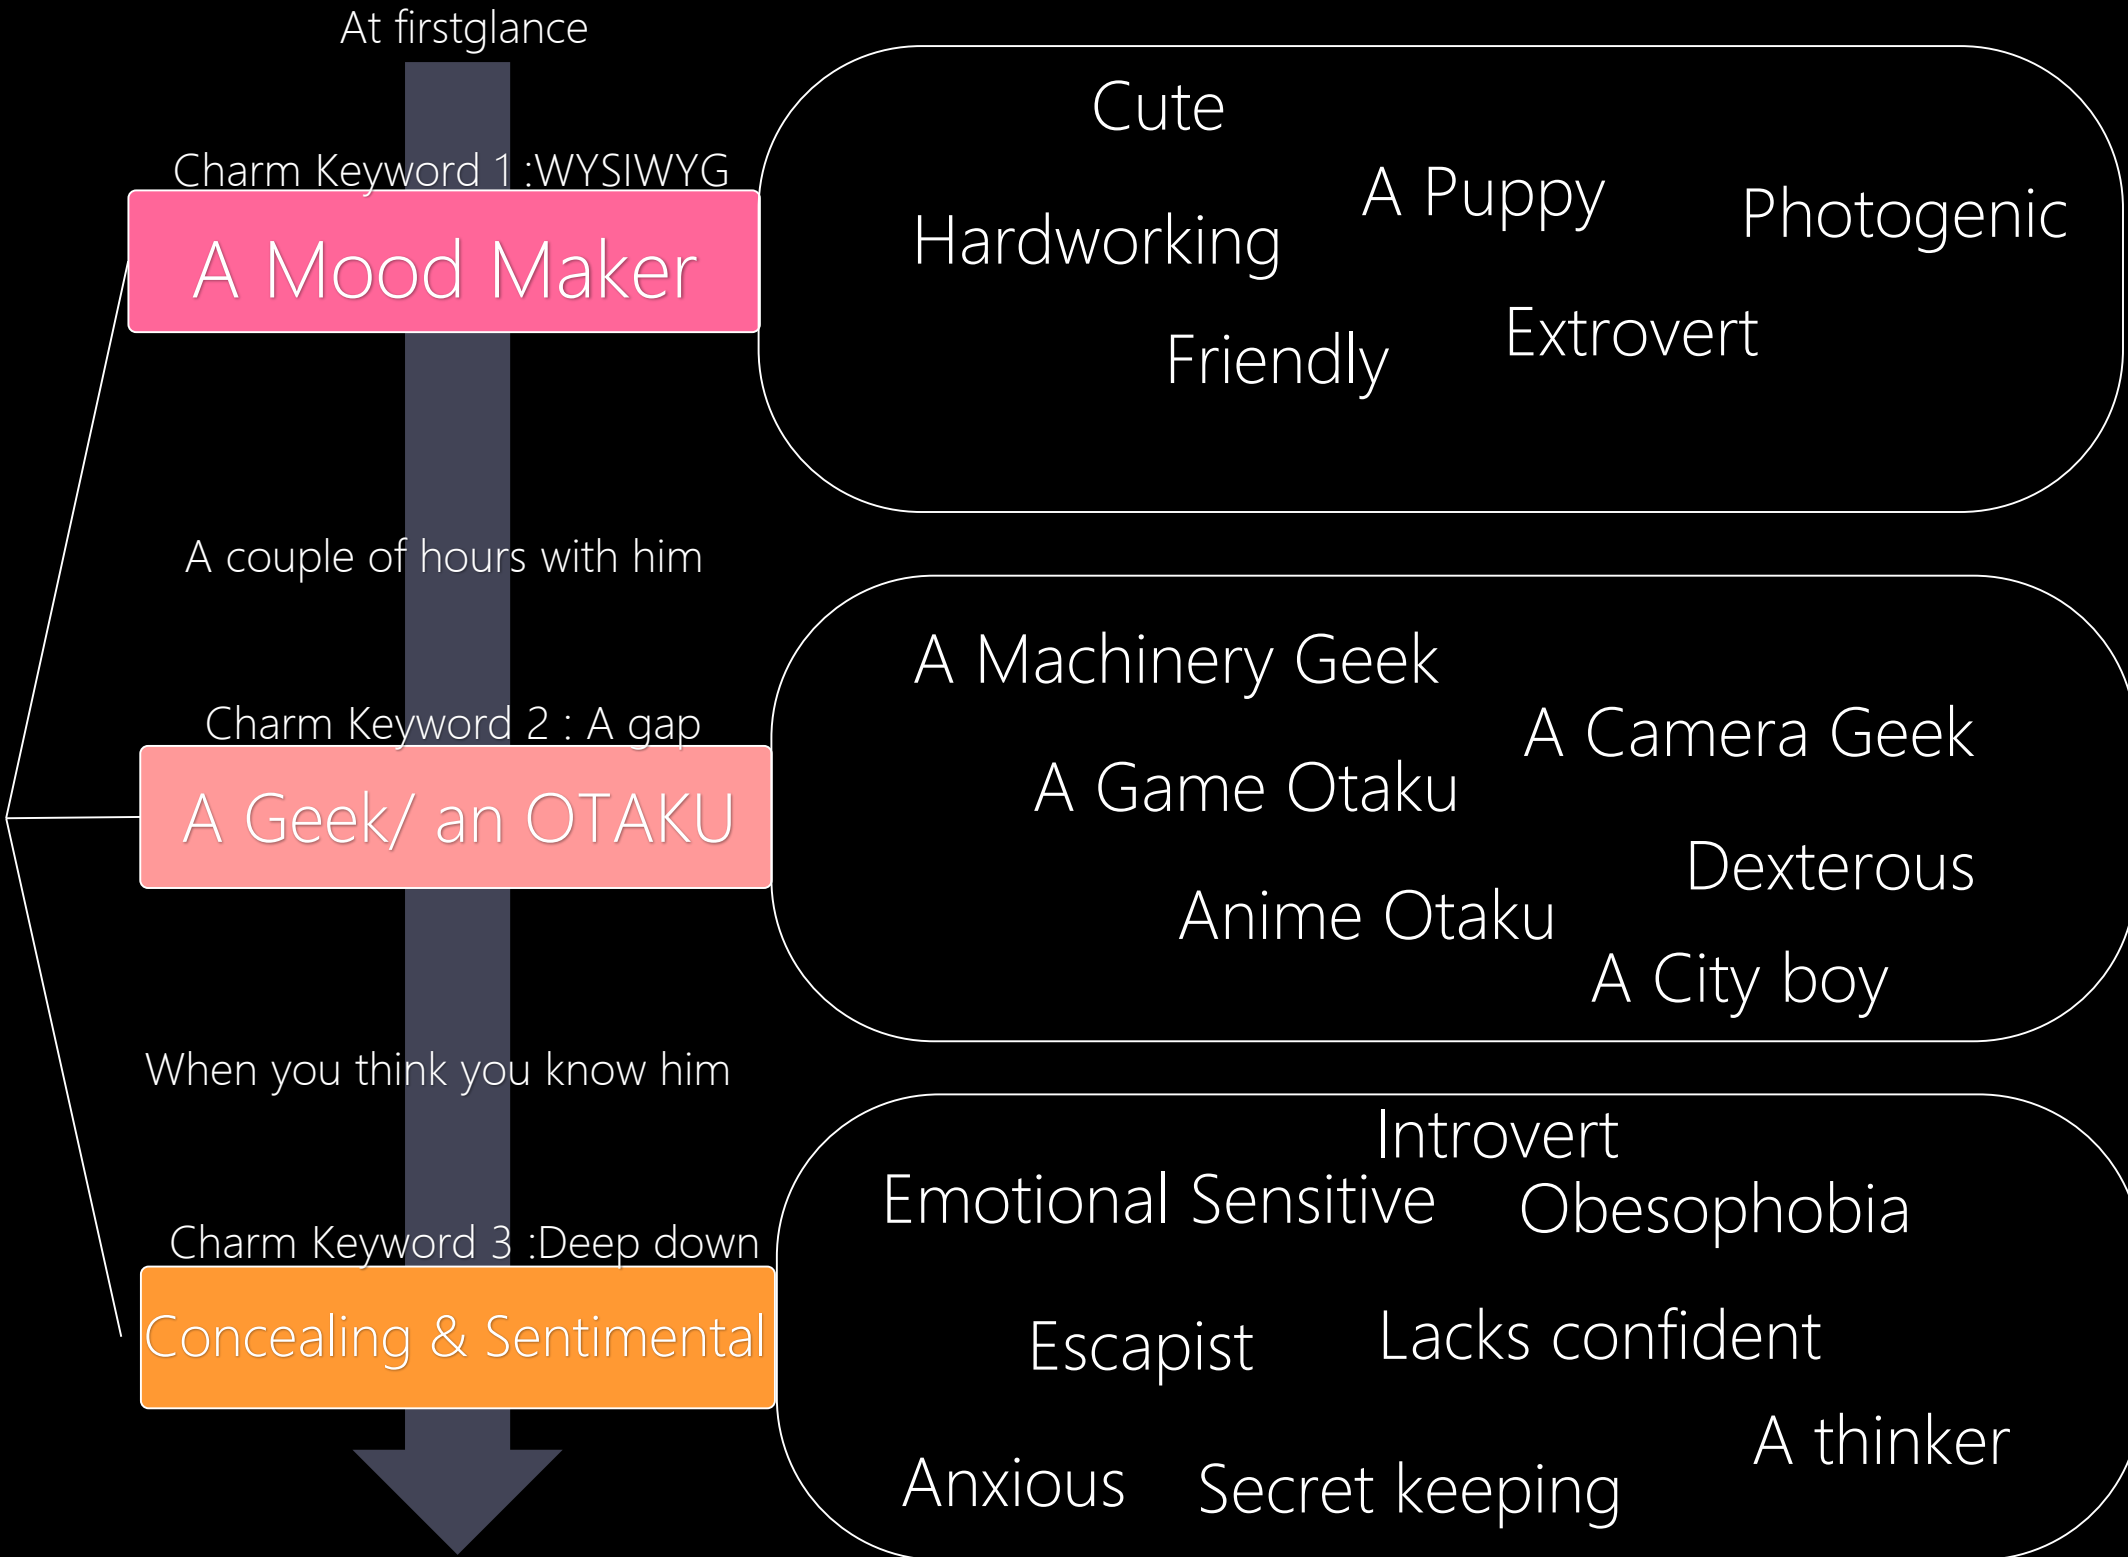 At firstglance
Charm Keyword 1 :WYSIWYG
A Mood Maker
Cute
A Puppy
Photogenic
Hardworking
Extrovert
Friendly
A couple of hours with him
Charm Keyword 2 : A gap
A Geek/ an OTAKU
A Machinery Geek
A Camera Geek
A Game Otaku
Dexterous
Anime Otaku
A City boy
When you think you know him
Charm Keyword 3 :Deep down
Concealing & Sentimental
Introvert
Emotional Sensitive
Obesophobia
Escapist
Lacks confident
A thinker
Anxious
Secret keeping